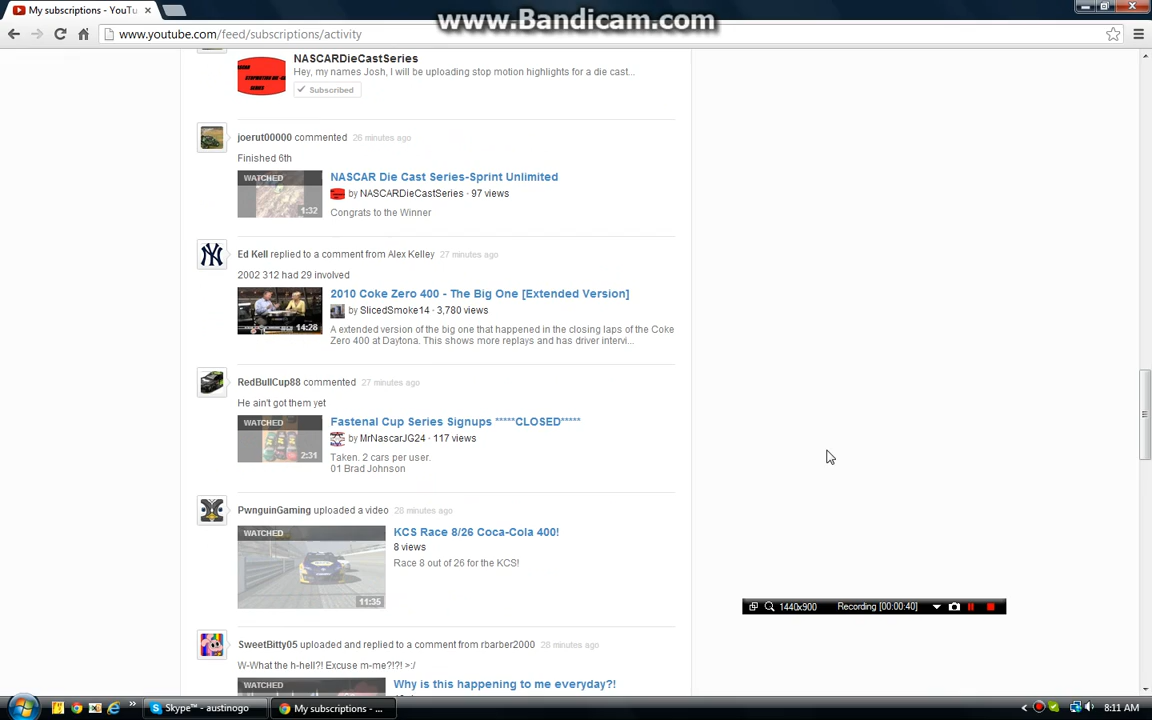 www.Bandicam.com
My subscriptions - YouTu
www.youtube.com/feed/subscriptions/activity
NASCARDieCastSeries
Hey, my names Josh, I will be uploading stop motion highlights for a die cast...
Subscribed
joerut00000 commented 26 minutes ago
Finished 6th
WATCHED
NASCAR Die Cast Series-Sprint Unlimited
by NASCARDieCastSeries · 97 views
1:32
Congrats to the Winner
Ed Kell replied to a comment from Alex Kelley 27 minutes ago
2002 312 had 29 involved
2010 Coke Zero 400 - The Big One [Extended Version]
by SlicedSmoke14 · 3,780 views
14:28
A extended version of the big one that happened in the closing laps of the Coke
Zero 400 at Daytona. This shows more replays and has driver intervi...
RedBullCup88 commented 27 minutes ago
He ain't got them yet
WATCHED
Fastenal Cup Series Signups *****CLOSED*****
by MrNascarJG24 · 117 views
2:31
Taken. 2 cars per user.
01 Brad Johnson
PwnguinGaming uploaded a video 28 minutes ago
WATCHED
KCS Race 8/26 Coca-Cola 400!
8 views
Race 8 out of 26 for the KCS!
11:35
1440x900 Recording [00:00:40]
SweetBitty05 uploaded and replied to a comment from rbarber2000 28 minutes ago
W-What the h-hell?! Excuse m-me?!?! >:/
WATCHED
Why is this happening to me everyday?!
Skype™ - austinogo
My subscriptions - ...
8:11 AM